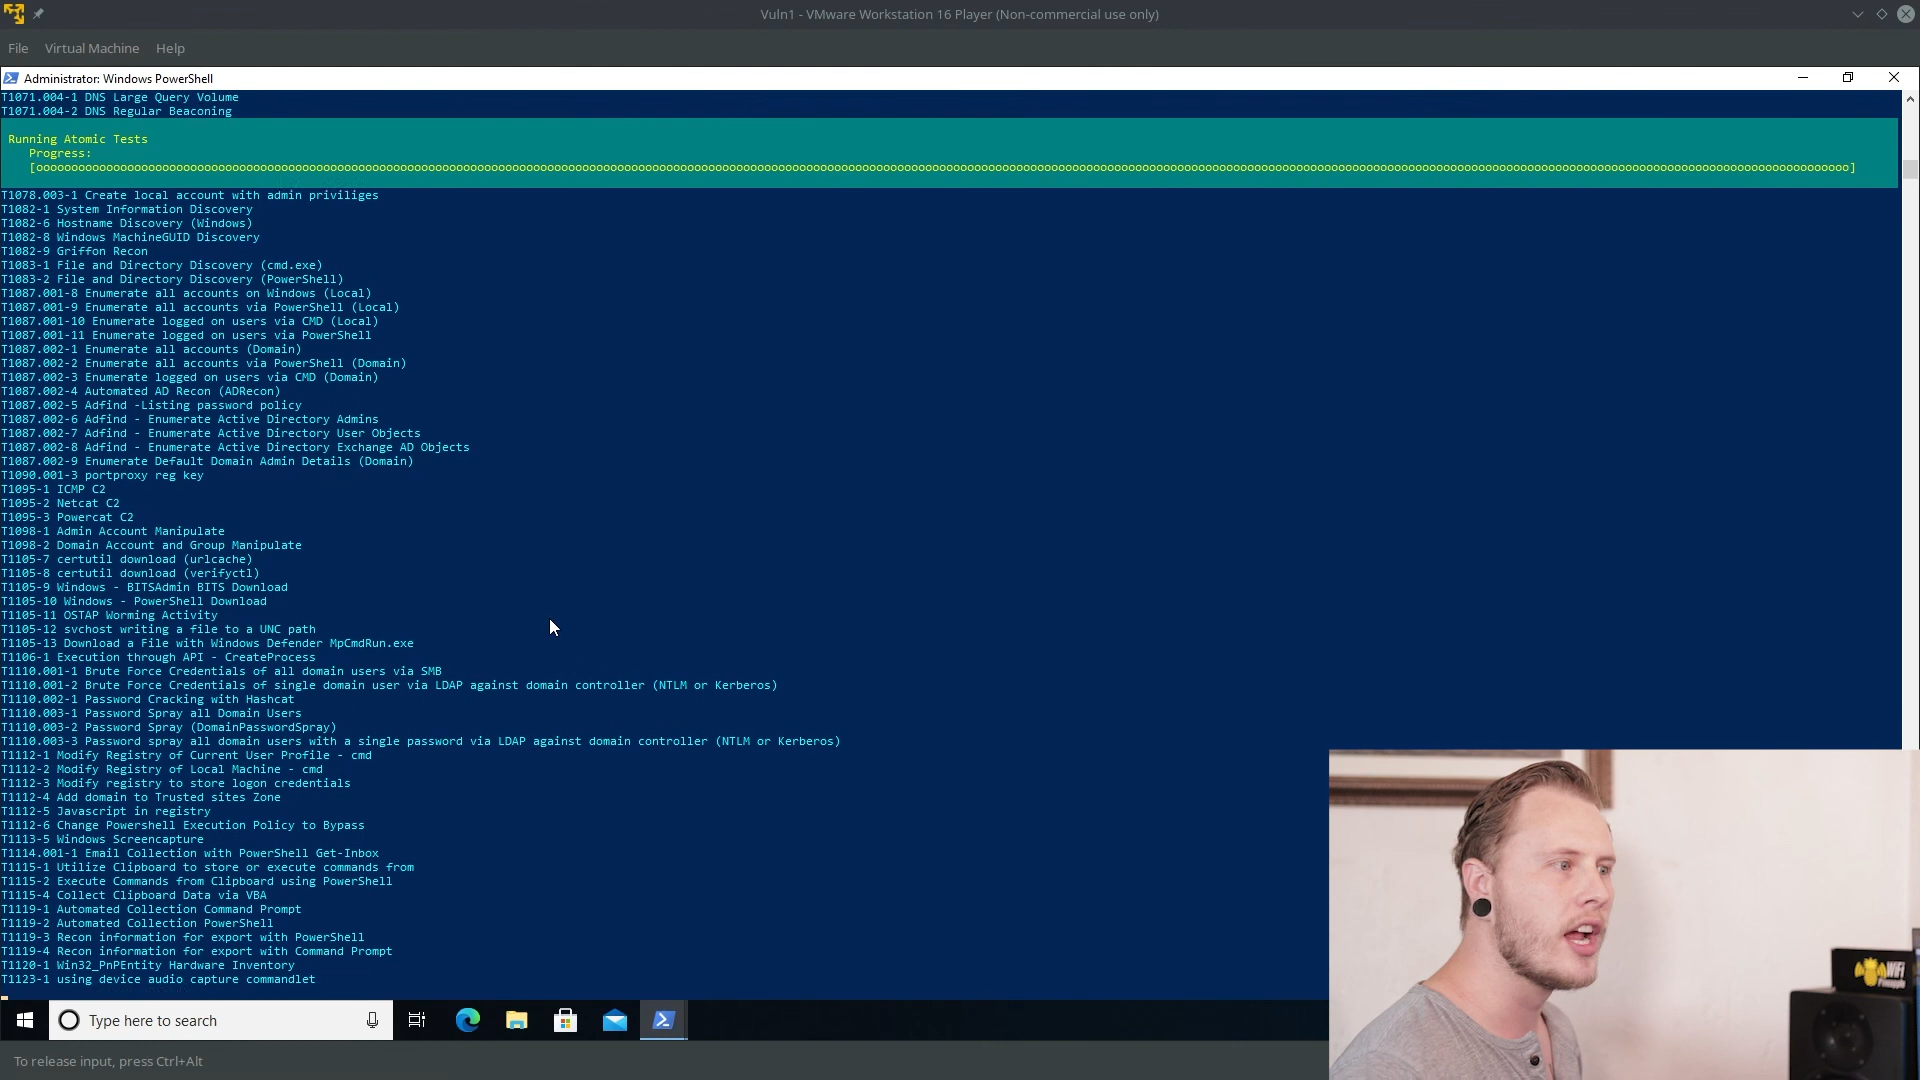 Vuln1 - VMware Workstation 16 Player (Non-commercial use only)
File Virtual Machine Help
Administrator: Windows PowerShell
T1071.004-1 DNS Large Query Volume
T1071.004-2 DNS Regular Beaconing
Running Atomic Tests
Progress:
[oooooooooooooooooooooooooooooooooooooooooooooooooooooooooooooooooooooooooooooooooooooooooooooooooooooooooooooooooooooooooooooooooooooooooooooooooooooooooooooooooooooooooooooooooooooooooooooooooooooooooooooooooooooooooooooooooooooooooooooooooooooooooooooooooooo]
T1078.003-1 Create local account with admin priviliges
T1082-1 System Information Discovery
T1082-6 Hostname Discovery (Windows)
T1082-8 Windows MachineGUID Discovery
T1082-9 Griffon Recon
T1083-1 File and Directory Discovery (cmd.exe)
T1083-2 File and Directory Discovery (PowerShell)
T1087.001-8 Enumerate all accounts on Windows (Local)
T1087.001-9 Enumerate all accounts via PowerShell (Local)
T1087.001-10 Enumerate logged on users via CMD (Local)
T1087.001-11 Enumerate logged on users via PowerShell
T1087.002-1 Enumerate all accounts (Domain)
T1087.002-2 Enumerate all accounts via PowerShell (Domain)
T1087.002-3 Enumerate logged on users via CMD (Domain)
T1087.002-4 Automated AD Recon (ADRecon)
T1087.002-5 Adfind -Listing password policy
T1087.002-6 Adfind - Enumerate Active Directory Admins
T1087.002-7 Adfind - Enumerate Active Directory User Objects
T1087.002-8 Adfind - Enumerate Active Directory Exchange AD Objects
T1087.002-9 Enumerate Default Domain Admin Details (Domain)
T1090.001-3 portproxy reg key
T1095-1 ICMP C2
T1095-2 Netcat C2
T1095-3 Powercat C2
T1098-1 Admin Account Manipulate
T1098-2 Domain Account and Group Manipulate
T1105-7 certutil download (urlcache)
T1105-8 certutil download (verifyctl)
T1105-9 Windows - BITSAdmin BITS Download
T1105-10 Windows - PowerShell Download
T1105-11 OSTAP Worming Activity
T1105-12 svchost writing a file to a UNC path
T1105-13 Download a File with Windows Defender MpCmdRun.exe
T1106-1 Execution through API - CreateProcess
T1110.001-1 Brute Force Credentials of all domain users via SMB
T1110.001-2 Brute Force Credentials of single domain user via LDAP against domain controller (NTLM or Kerberos)
T1110.002-1 Password Cracking with Hashcat
T1110.003-1 Password Spray all Domain Users
T1110.003-2 Password Spray (DomainPasswordSpray)
T1110.003-3 Password spray all domain users with a single password via LDAP against domain controller (NTLM or Kerberos)
T1112-1 Modify Registry of Current User Profile - cmd
T1112-2 Modify Registry of Local Machine - cmd
T1112-3 Modify registry to store logon credentials
T1112-4 Add domain to Trusted sites Zone
T1112-5 Javascript in registry
T1112-6 Change Powershell Execution Policy to Bypass
T1113-5 Windows Screencapture
T1114.001-1 Email Collection with PowerShell Get-Inbox
T1115-1 Utilize Clipboard to store or execute commands from
T1115-2 Execute Commands from Clipboard using PowerShell
T1115-4 Collect Clipboard Data via VBA
T1119-1 Automated Collection Command Prompt
T1119-2 Automated Collection PowerShell
T1119-3 Recon information for export with PowerShell
T1119-4 Recon information for export with Command Prompt
T1120-1 Win32_PnPEntity Hardware Inventory
T1123-1 using device audio capture commandlet
WiFi
Pineapple
Type here to search
To release input, press Ctrl+Alt